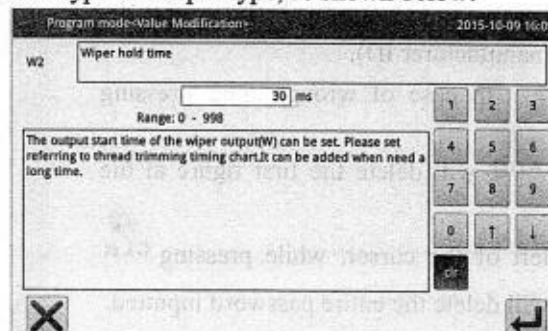 Program mode<Value Modification>
2015-10-09 16:0
W2
Wiper hold time
30 ms
Range: 0 - 998
1 2 3
The output start time of the wiper output(W) can be set. Please set
referring to thread trimming timing chart.It can be added when need a
long time.
4 5 6
7 8 9
0 ↑ ↓
clr